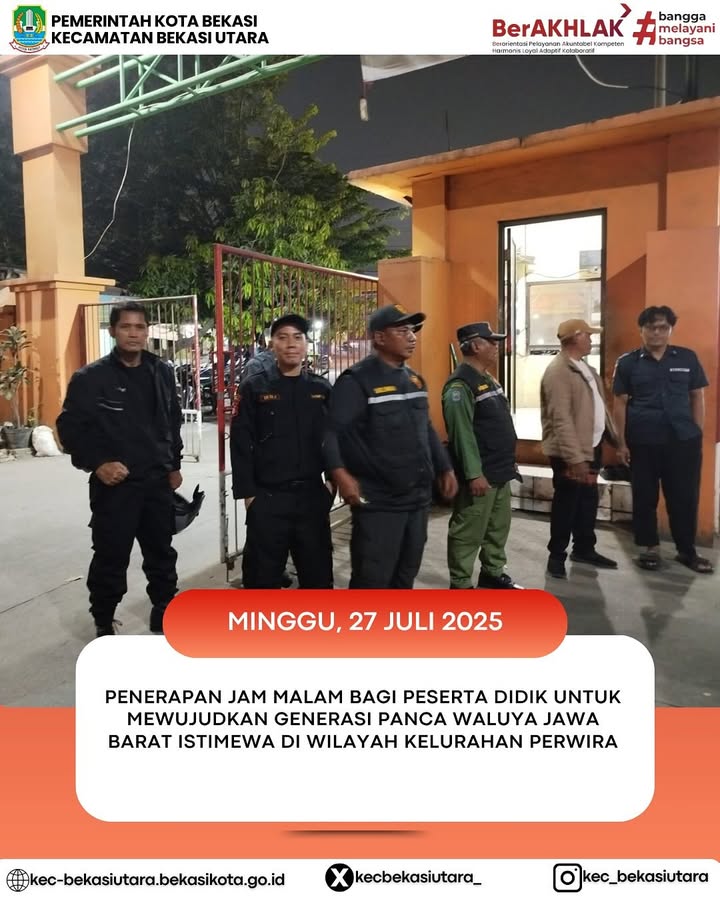 PEMERINTAH KOTA BEKASI
KECAMATAN BEKASI UTARA
BerAKHLAK
Berorientasi Pelayanan Akuntabel Kompeten
Harmonis Loyal Adaptif Kolaboratif
#bangga
melayani
bangsa
MINGGU, 27 JULI 2025
PENERAPAN JAM MALAM BAGI PESERTA DIDIK UNTUK
MEWUJUDKAN GENERASI PANCA WALUYA JAWA
BARAT ISTIMEWA DI WILAYAH KELURAHAN PERWIRA
kec-bekasiutara.bekasikota.go.id
kecbekasiutara_
kec_bekasiutara